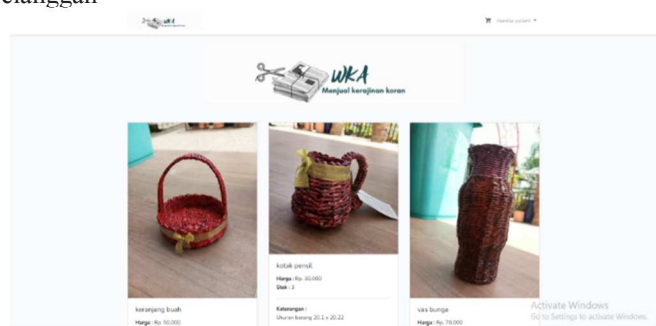 elanggan
WKA
WKA
Menjual kerajinan koran
keranjang buah
Harga : Rp. 50.000
kotak pensil
Harga : Rp. 30.000
Stok : 2
Keterangan :
Ukuran barang 20.1 x 20.22
vas bunga
Harga : Rp. 70.000
Activate Windows
Go to Settings to activate Windows.